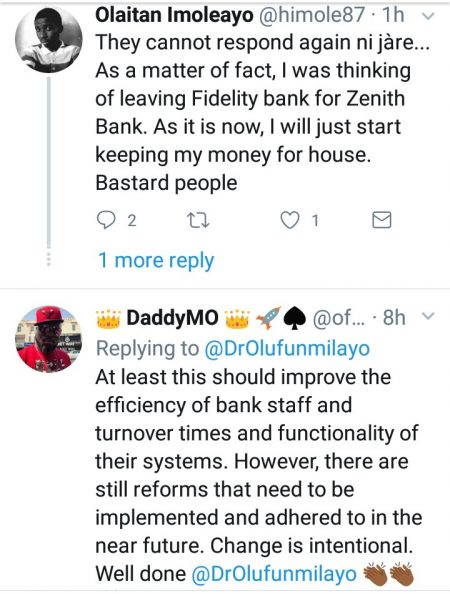 Olaitan Imoleayo @himole87 · 1h
They cannot respond again ni jàre...
As a matter of fact, I was thinking
of leaving Fidelity bank for Zenith
Bank. As it is now, I will just start
keeping my money for house.
Bastard people
2 1
1 more reply
👑 DaddyMO 👑 🚀 ♠ @of... · 8h
Replying to @DrOlufunmilayo
At least this should improve the
efficiency of bank staff and
turnover times and functionality of
their systems. However, there are
still reforms that need to be
implemented and adhered to in the
near future. Change is intentional.
Well done @DrOlufunmilayo 👏🏾👏🏾